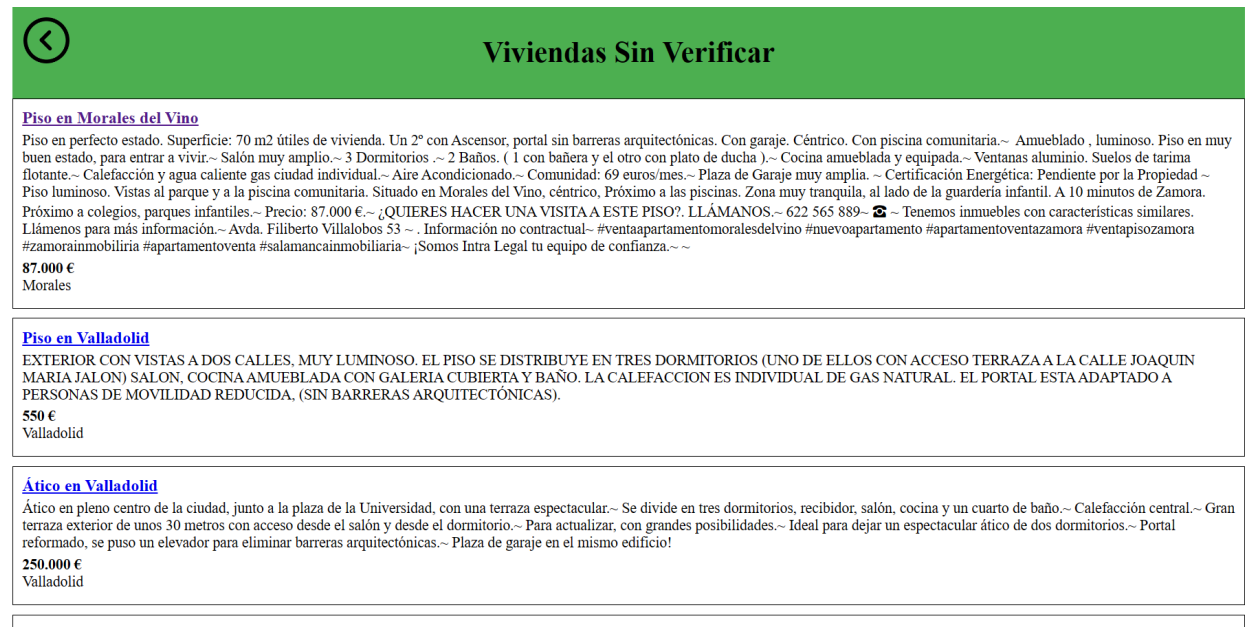 Viviendas Sin Verificar
Piso en Morales del Vino
Piso en perfecto estado. Superficie: 70 m2 útiles de vivienda. Un 2º con Ascensor, portal sin barreras arquitectónicas. Con garaje. Céntrico. Con piscina comunitaria.~ Amueblado , luminoso. Piso en muy
buen estado, para entrar a vivir.~ Salón muy amplio.~ 3 Dormitorios .~ 2 Baños. ( 1 con bañera y el otro con plato de ducha ).~ Cocina amueblada y equipada.~ Ventanas aluminio. Suelos de tarima
flotante.~ Calefacción y agua caliente gas ciudad individual.~ Aire Acondicionado.~ Comunidad: 69 euros/mes.~ Plaza de Garaje muy amplia. ~ Certificación Energética: Pendiente por la Propiedad ~
Piso luminoso. Vistas al parque y a la piscina comunitaria. Situado en Morales del Vino, céntrico, Próximo a las piscinas. Zona muy tranquila, al lado de la guardería infantil. A 10 minutos de Zamora.
Próximo a colegios, parques infantiles.~ Precio: 87.000 €.~ ¿QUIERES HACER UNA VISITA A ESTE PISO?. LLÁMANOS.~ 622 565 889~ ☎ ~ Tenemos inmuebles con características similares.
Llámenos para más información.~ Avda. Filiberto Villalobos 53 ~ . Información no contractual~ #ventaapartamentomoralesdelvino #nuevoapartamento #apartamentoventazamora #ventapisozamora
#zamorainmobiliria #apartamentoventa #salamancainmobiliaria~ ¡Somos Intra Legal tu equipo de confianza.~ ~
87.000 €
Morales
Piso en Valladolid
EXTERIOR CON VISTAS A DOS CALLES, MUY LUMINOSO. EL PISO SE DISTRIBUYE EN TRES DORMITORIOS (UNO DE ELLOS CON ACCESO TERRAZA A LA CALLE JOAQUIN
MARIA JALON) SALON, COCINA AMUEBLADA CON GALERIA CUBIERTA Y BAÑO. LA CALEFACCION ES INDIVIDUAL DE GAS NATURAL. EL PORTAL ESTA ADAPTADO A
PERSONAS DE MOVILIDAD REDUCIDA, (SIN BARRERAS ARQUITECTÓNICAS).
550 €
Valladolid
Ático en Valladolid
Ático en pleno centro de la ciudad, junto a la plaza de la Universidad, con una terraza espectacular.~ Se divide en tres dormitorios, recibidor, salón, cocina y un cuarto de baño.~ Calefacción central.~ Gran
terraza exterior de unos 30 metros con acceso desde el salón y desde el dormitorio.~ Para actualizar, con grandes posibilidades.~ Ideal para dejar un espectacular ático de dos dormitorios.~ Portal
reformado, se puso un elevador para eliminar barreras arquitectónicas.~ Plaza de garaje en el mismo edificio!
250.000 €
Valladolid